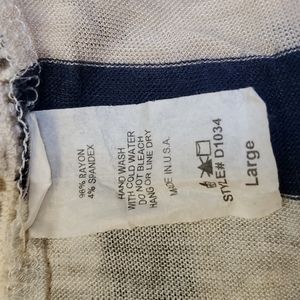 96% RAYON
4% SPANDEX
HAND WASH
WITH COLD WATER
DO NOT BLEACH
HANG OR LINE DRY
MADE IN U.S.A.
STYLE# D1034
Large